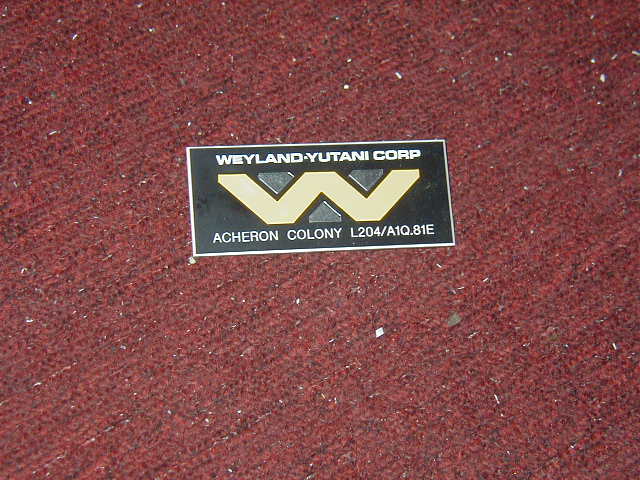 WEYLAND-YUTANI CORP
ACHERON COLONY L204/A1Q.81E